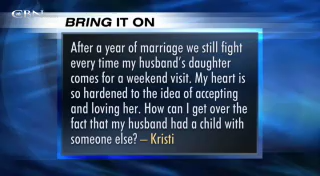 CBN
BRING IT ON
After a year of marriage we still fight
every time my husband's daughter
comes for a weekend visit. My heart is
so hardened to the idea of accepting
and loving her. How can I get over the
fact that my husband had a child with
someone else? – Kristi